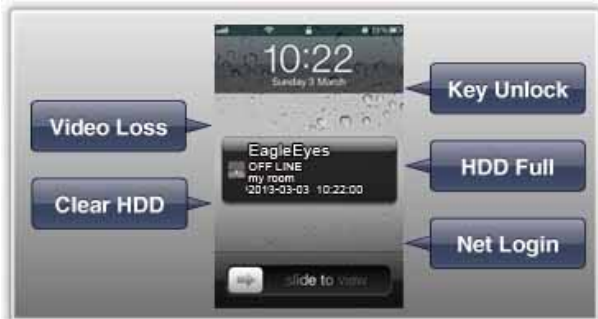 10:22
Sunday 3 March
Key Unlock
Video Loss
EagleEyes
OFF LINE
my room
2013-03-03 10:22:00
HDD Full
Clear HDD
Net Login
slide to view